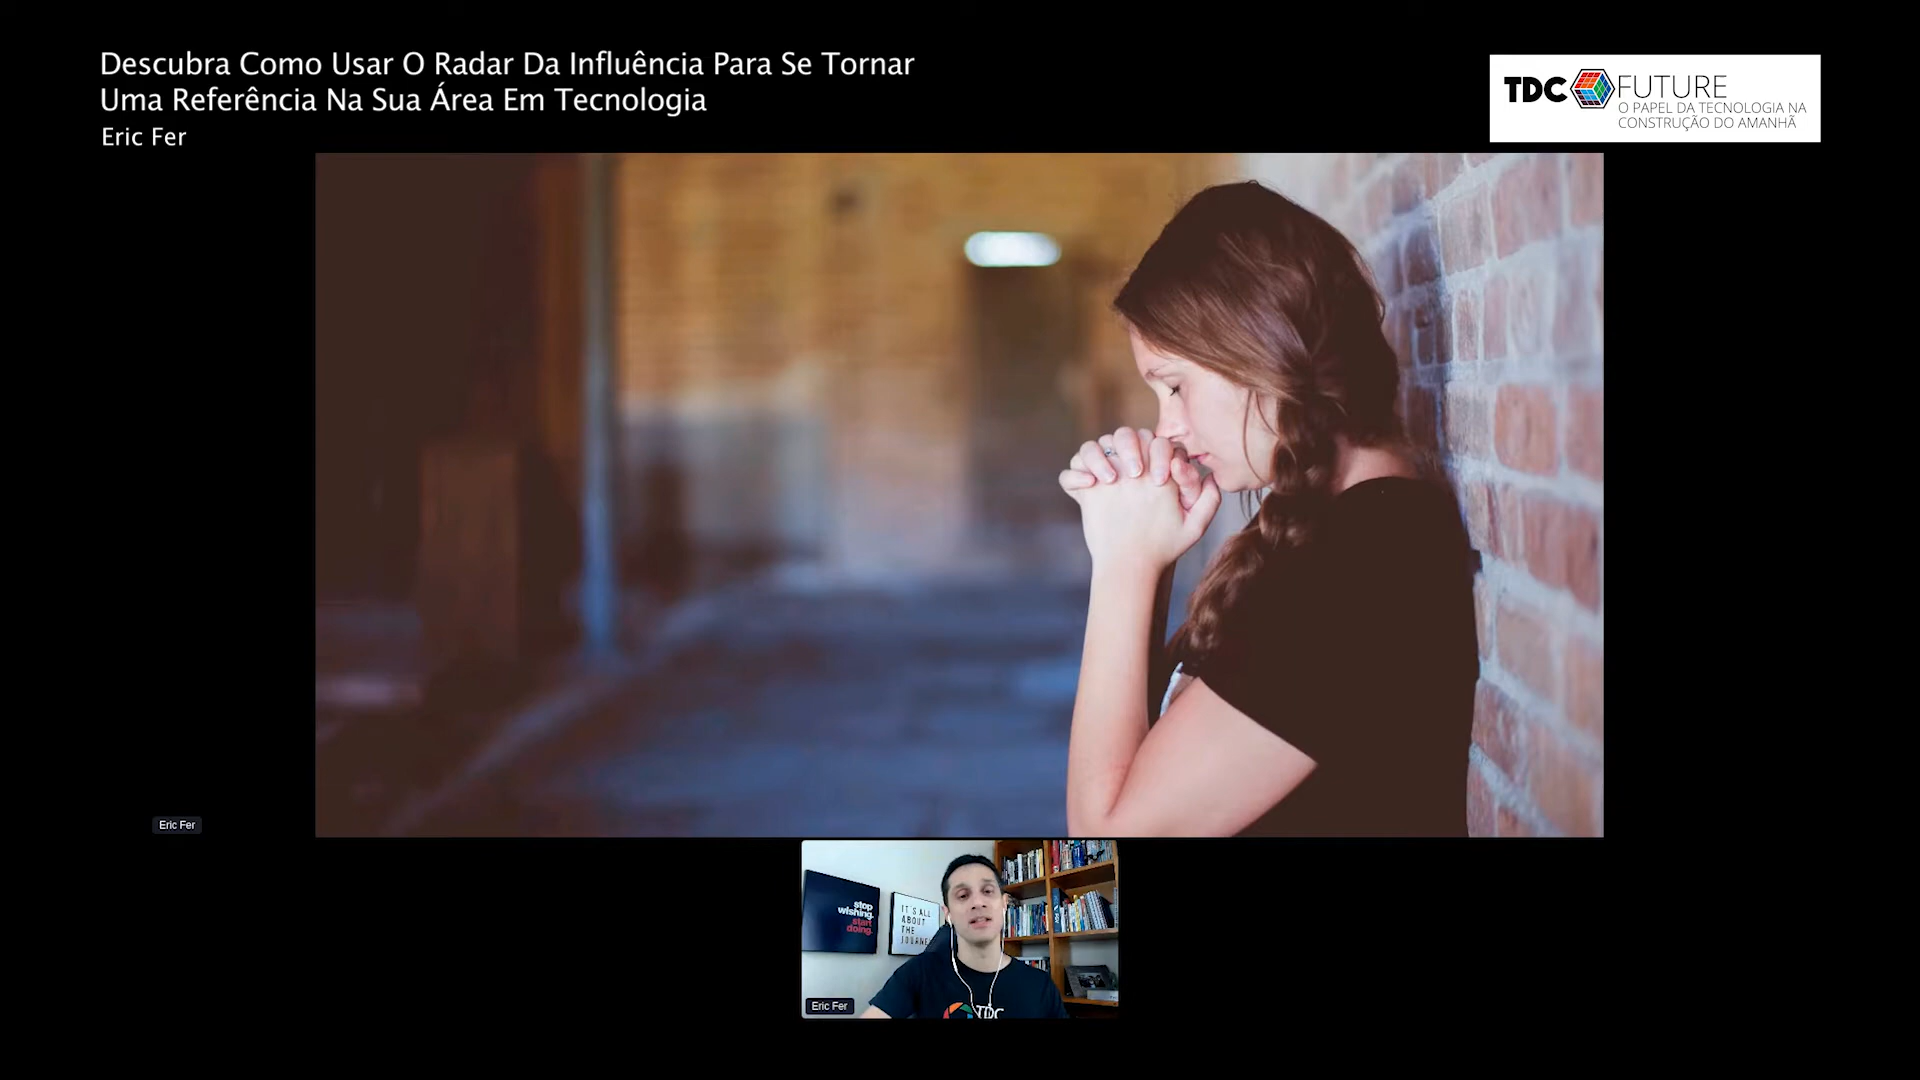 Descubra Como Usar O Radar Da Influência Para Se Tornar
Uma Referência Na Sua Área Em Tecnologia
Eric Fer
TDC FUTURE
O PAPEL DA TECNOLOGIA NA
CONSTRUÇÃO DO AMANHÃ
Eric Fer
stop
wishing.
start
doing.
IT'S ALL
ABOUT
THE
JOURNE
TDC
Eric Fer